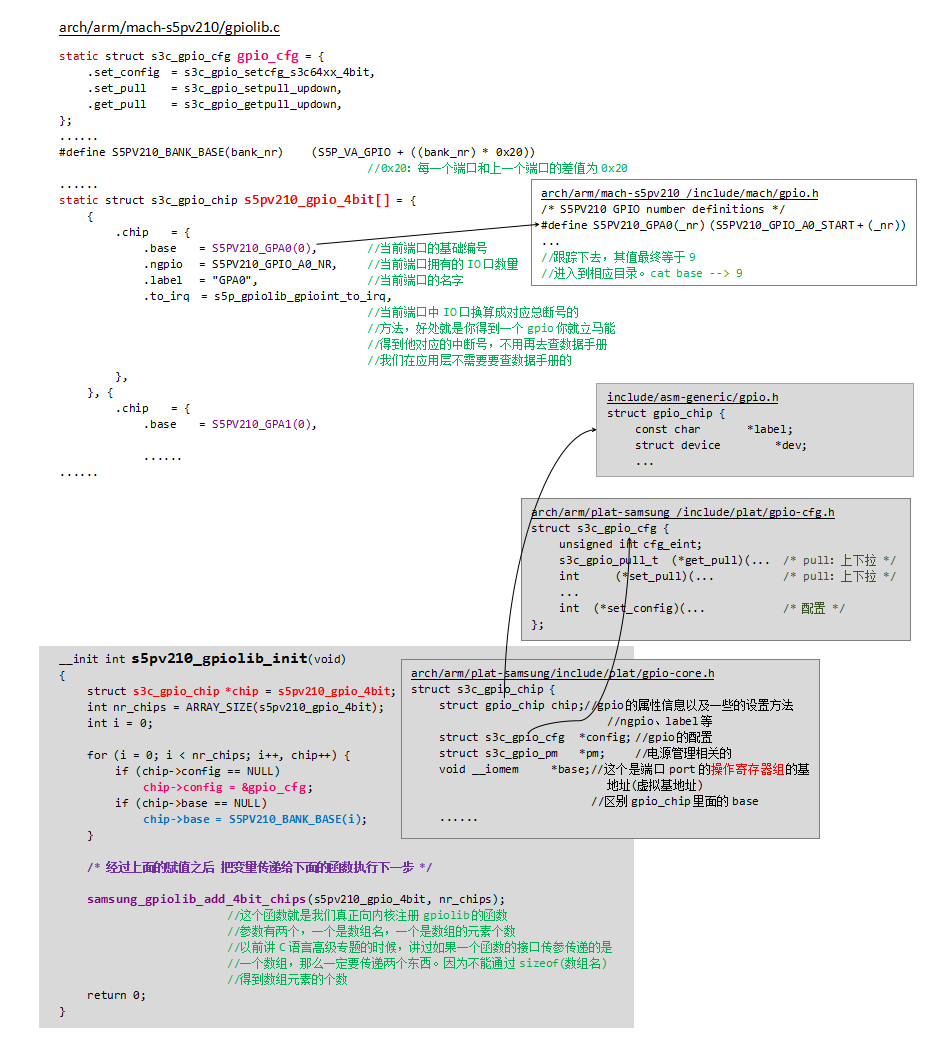 arch/arm/mach-s5pv210/gpiolib.c
static struct s3c_gpio_cfg gpio_cfg = {
.set_config = s3c_gpio_setcfg_s3c64xx_4bit,
.set_pull = s3c_gpio_setpull_updown,
.get_pull = s3c_gpio_getpull_updown,
};
......
#define S5PV210_BANK_BASE(bank_nr) (S5P_VA_GPIO + ((bank_nr) * 0x20))
//0x20: 每一个端口和上一个端口的差值为 0x20
......
static struct s3c_gpio_chip s5pv210_gpio_4bit[] = {
{
.chip = {
.base = S5PV210_GPA0(0), //当前端口的基础编号
.ngpio = S5PV210_GPIO_A0_NR, //当前端口拥有的 IO 口数量
.label = "GPA0", //当前端口的名字
.to_irq = s5p_gpiolib_gpioint_to_irq,
//当前端口中 IO 口换算成对应总断号的
//方法，好处就是你得到一个 gpio 你就立马能
//得到他对应的中断号，不用再去查数据手册
//我们在应用层不需要要查数据手册的
},
}, {
.chip = {
.base = S5PV210_GPA1(0),
......
......
arch/arm/mach-s5pv210 /include/mach/gpio.h
/* S5PV210 GPIO number definitions */
#define S5PV210_GPA0(_nr) (S5PV210_GPIO_A0_START + (_nr))
...
//跟踪下去，其值最终等于 9
//进入到相应目录。cat base --> 9
include/asm-generic/gpio.h
struct gpio_chip {
const char *label;
struct device *dev;
...
arch/arm/plat-samsung /include/plat/gpio-cfg.h
struct s3c_gpio_cfg {
unsigned int cfg_eint;
s3c_gpio_pull_t (*get_pull)(... /* pull: 上下拉 */
int (*set_pull)(... /* pull: 上下拉 */
...
int (*set_config)(... /* 配置 */
};
__init int s5pv210_gpiolib_init(void)
{
struct s3c_gpio_chip *chip = s5pv210_gpio_4bit;
int nr_chips = ARRAY_SIZE(s5pv210_gpio_4bit);
int i = 0;
for (i = 0; i < nr_chips; i++, chip++) {
if (chip->config == NULL)
chip->config = &gpio_cfg;
if (chip->base == NULL)
chip->base = S5PV210_BANK_BASE(i);
}
/* 经过上面的赋值之后 把变里传递给下面的函数执行下一步 */
samsung_gpiolib_add_4bit_chips(s5pv210_gpio_4bit, nr_chips);
//这个函数就是我们真正向内核注册 gpiolib 的函数
//参数有两个，一个是数组名，一个是数组的元素个数
//以前讲 C 语言高级专题的时候，讲过如果一个函数的接口传参传递的是
//一个数组，那么一定要传递两个东西。因为不能通过 sizeof(数组名)
//得到数组元素的个数
return 0;
}
arch/arm/plat-samsung/include/plat/gpio-core.h
struct s3c_gpio_chip {
struct gpio_chip chip;//gpio 的属性信息以及一些的设置方法
//ngpio、label 等
struct s3c_gpio_cfg *config; //gpio 的配置
struct s3c_gpio_pm *pm; //电源管理相关的
void __iomem *base;//这个是端口 port 的操作寄存器组的基
地址(虚拟基地址)
//区别 gpio_chip 里面的 base
......